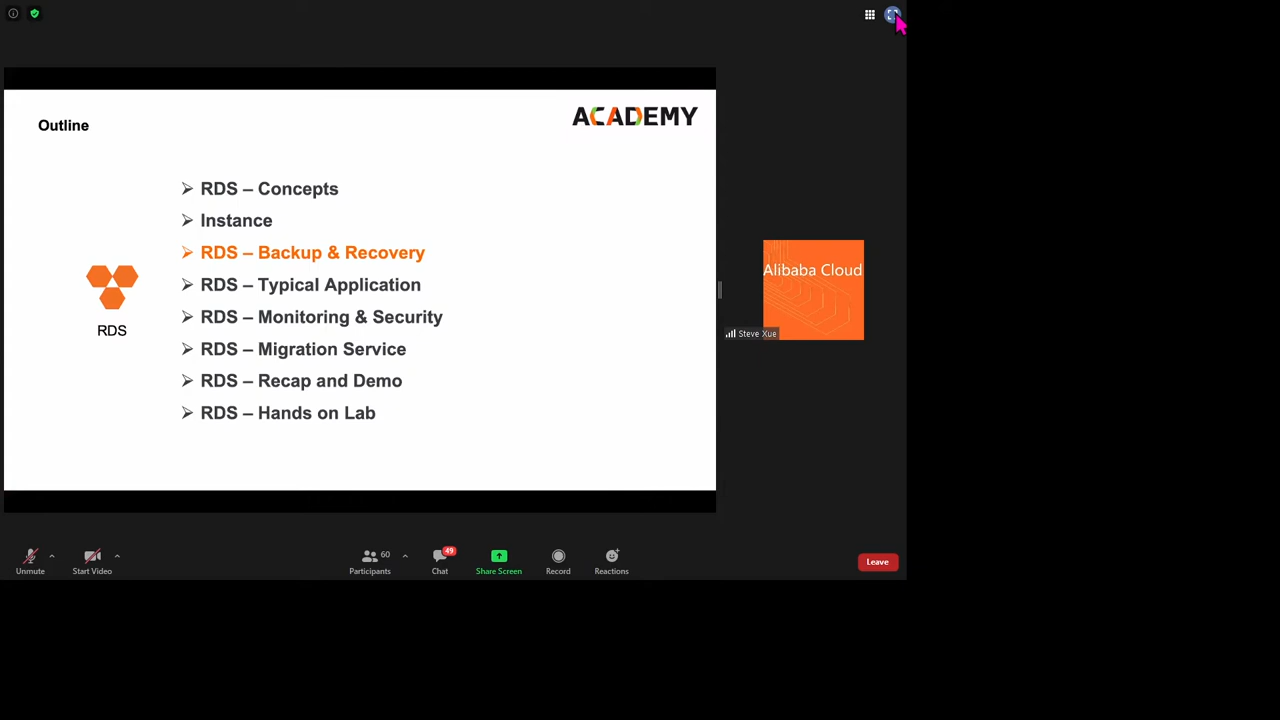 Outline
ACADEMY
➢ RDS – Concepts
➢ Instance
➢ RDS – Backup & Recovery
➢ RDS – Typical Application
➢ RDS – Monitoring & Security
➢ RDS – Migration Service
➢ RDS – Recap and Demo
➢ RDS – Hands on Lab
RDS
Alibaba Cloud
Steve Xue
Unmute
Start Video
60
Participants
49
Chat
Share Screen
Record
Reactions
Leave